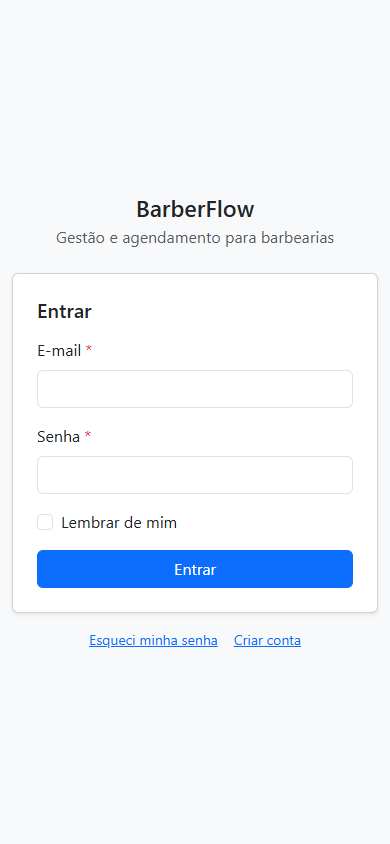 BarberFlow
Gestão e agendamento para barbearias
Entrar
E-mail *
Senha *
Lembrar de mim
Entrar
Esqueci minha senha Criar conta